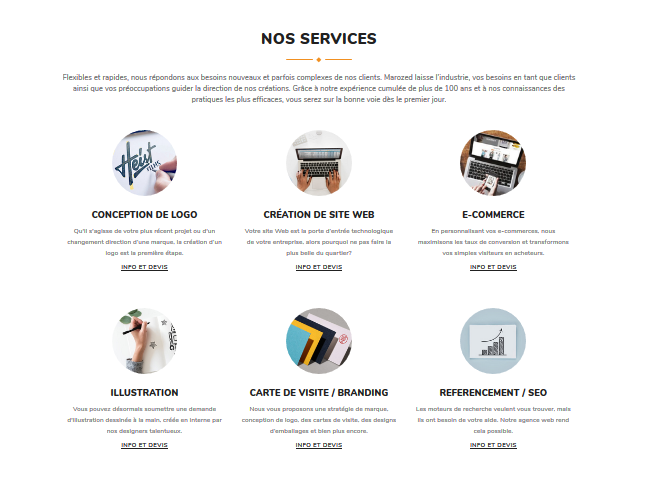 NOS SERVICES
Flexibles et rapides, nous répondons aux besoins nouveaux et parfois complexes de nos clients. Marozed laisse l'industrie, vos besoins en tant que clients
ainsi que vos préoccupations guider la direction de nos créations. Grâce à notre expérience cumulée de plus de 100 ans et à nos connaissances des
pratiques les plus efficaces, vous serez sur la bonne voie dès le premier jour.
Heist
CONCEPTION DE LOGO
Qu'il s'agisse de votre plus récent projet ou d'un
changement direction d'une marque, la création d'un
logo est la première étape.
INFO ET DEVIS
CRÉATION DE SITE WEB
Votre site Web est la porte d'entrée technologique
de votre entreprise, alors pourquoi ne pas faire la
plus belle du quartier?
INFO ET DEVIS
E-COMMERCE
En personnalisant vos e-commerces, nous
maximisons les taux de conversion et transformons
vos simples visiteurs en acheteurs.
INFO ET DEVIS
ILLUSTRATION
Vous pouvez désormais soumettre une demande
d'illustration dessinée à la main, créée en interne par
nos designers talentueux.
INFO ET DEVIS
CARTE DE VISITE / BRANDING
Nous vous proposons une stratégie de marque,
conception de logo, des cartes de visite, des designs
d'emballages et bien plus encore.
INFO ET DEVIS
REFERENCEMENT / SEO
Les moteurs de recherche veulent vous trouver, mais
ils ont besoin de votre aide. Notre agence web rend
cela possible.
INFO ET DEVIS